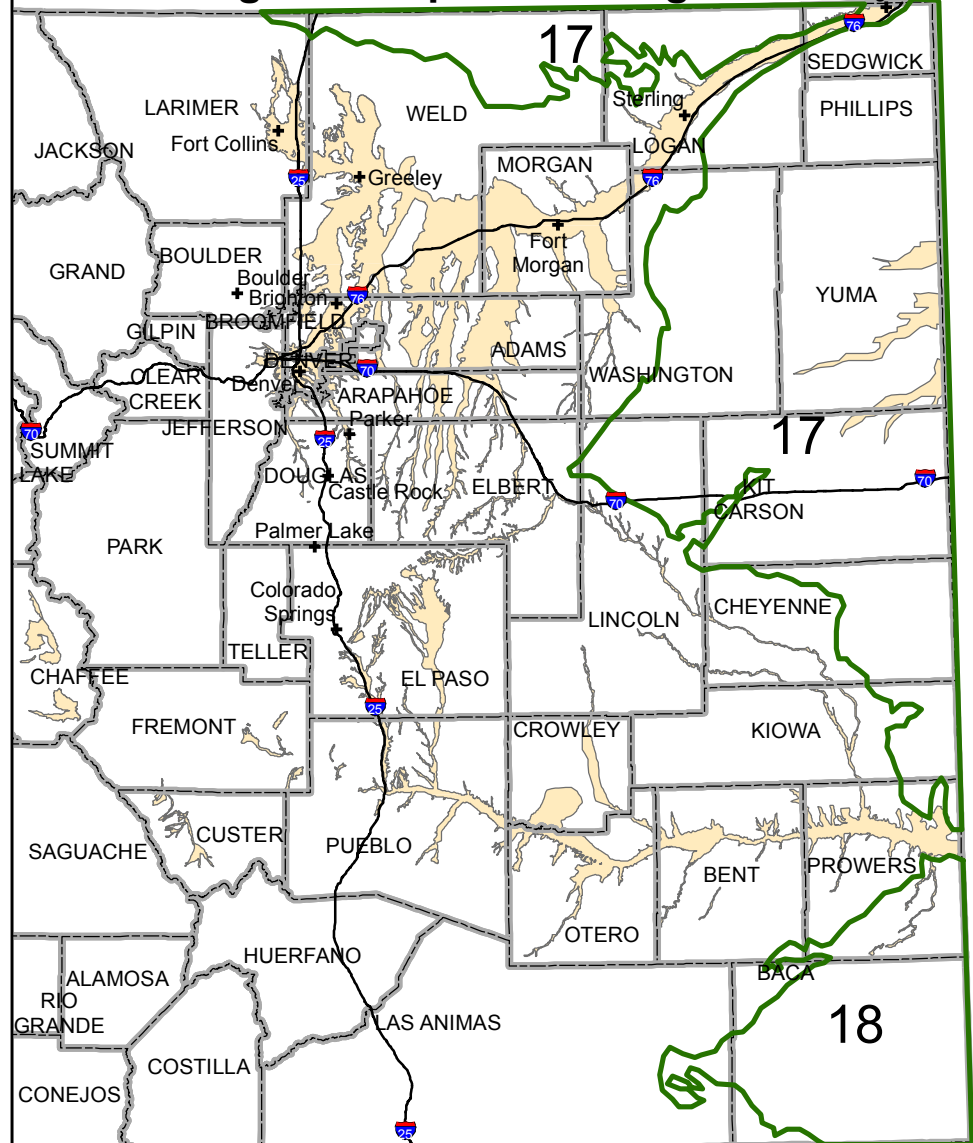 17
76
SEDGWICK
LARIMER
Sterling
PHILLIPS
WELD
Fort Collins
LOGAN
JACKSON
MORGAN
25
Greeley
76
Fort
Morgan
BOULDER
GRAND
Boulder
Brighton
76
YUMA
GILPIN
BROOMFIELD
ADAMS
DENVER
70
OLEAR
CREEK
Denver
WASHINGTON
ARAPAHOE
Parker
JEFFERSON
70
25
17
SUMMIT
LAKE
DOUGLAS
Castle Rock
ELBERT
70
KIT
CARSON
70
Palmer Lake
PARK
Colorado
Springs
CHEYENNE
LINCOLN
TELLER
CHAFFEE
EL PASO
25
FREMONT
CROWLEY
KIOWA
CUSTER
PUEBLO
SAGUACHE
BENT
PROWERS
OTERO
HUERFANO
BACA
ALAMOSA
RIO
GRANDE
LAS ANIMAS
18
COSTILLA
CONEJOS
25